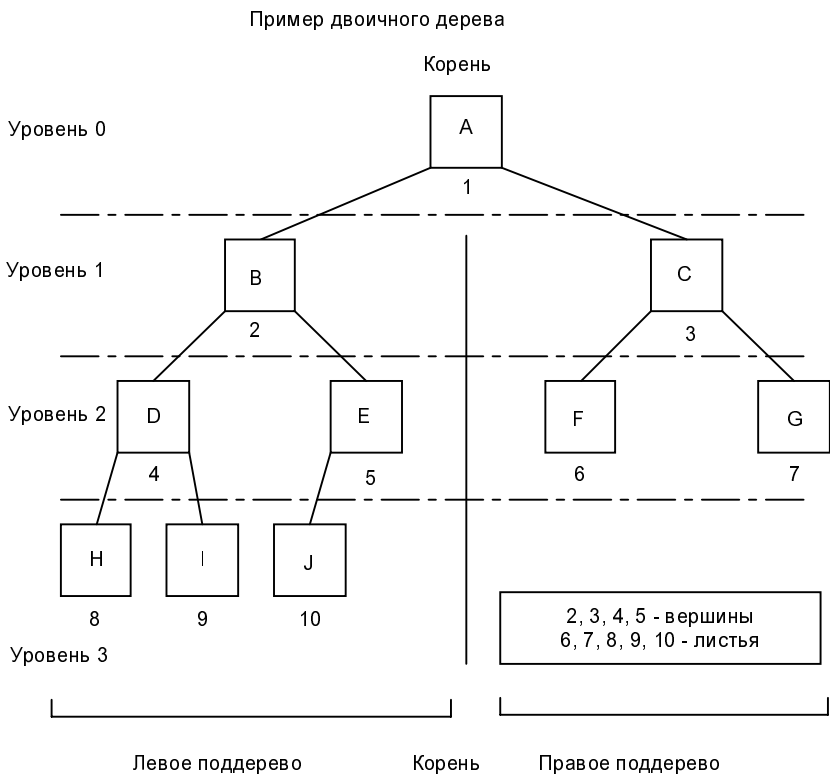 Пример двоичного дерева
Корень
Уровень 0
A
1
Уровень 1
B
C
2
3
Уровень 2
D
E
F
G
4
5
6
7
H
I
J
8
9
10
2, 3, 4, 5 - вершины
6, 7, 8, 9, 10 - листья
Уровень 3
Левое поддерево
Корень
Правое поддерево